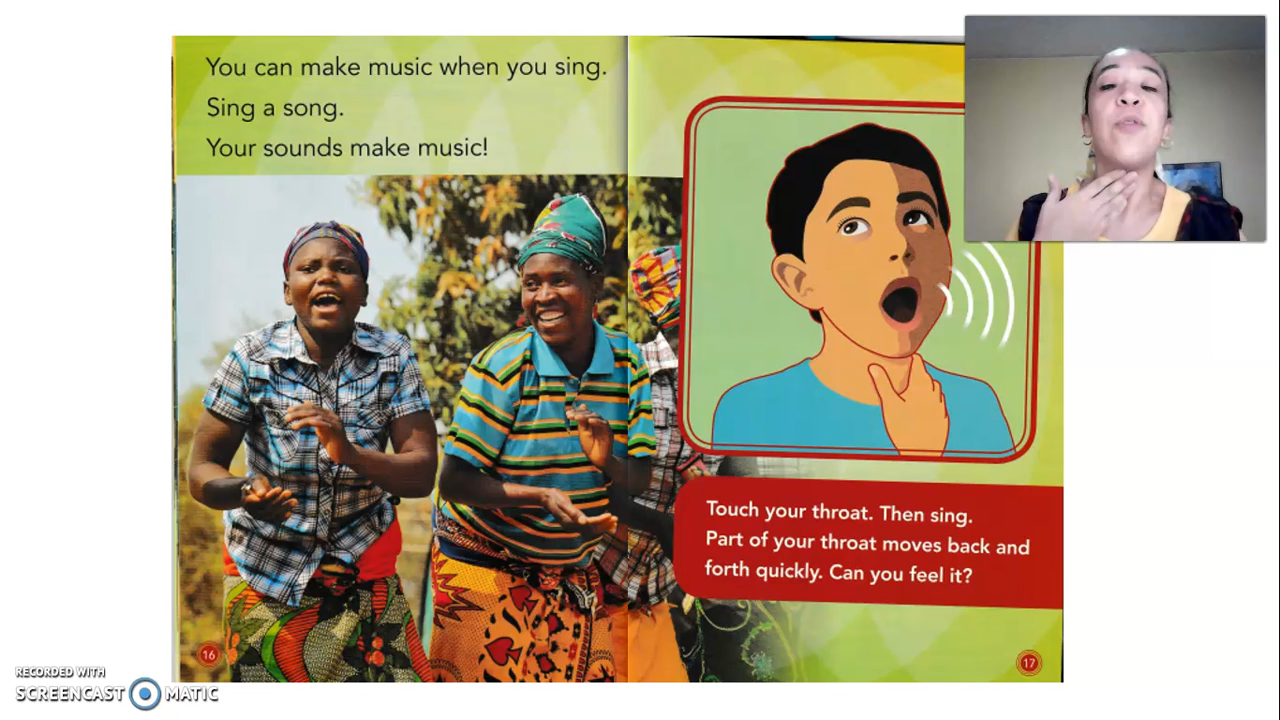 You can make music when you sing.
Sing a song.
Your sounds make music!
Touch your throat. Then sing.
Part of your throat moves back and
forth quickly. Can you feel it?
16
17
RECORDED WITH
SCREENCAST MATIC